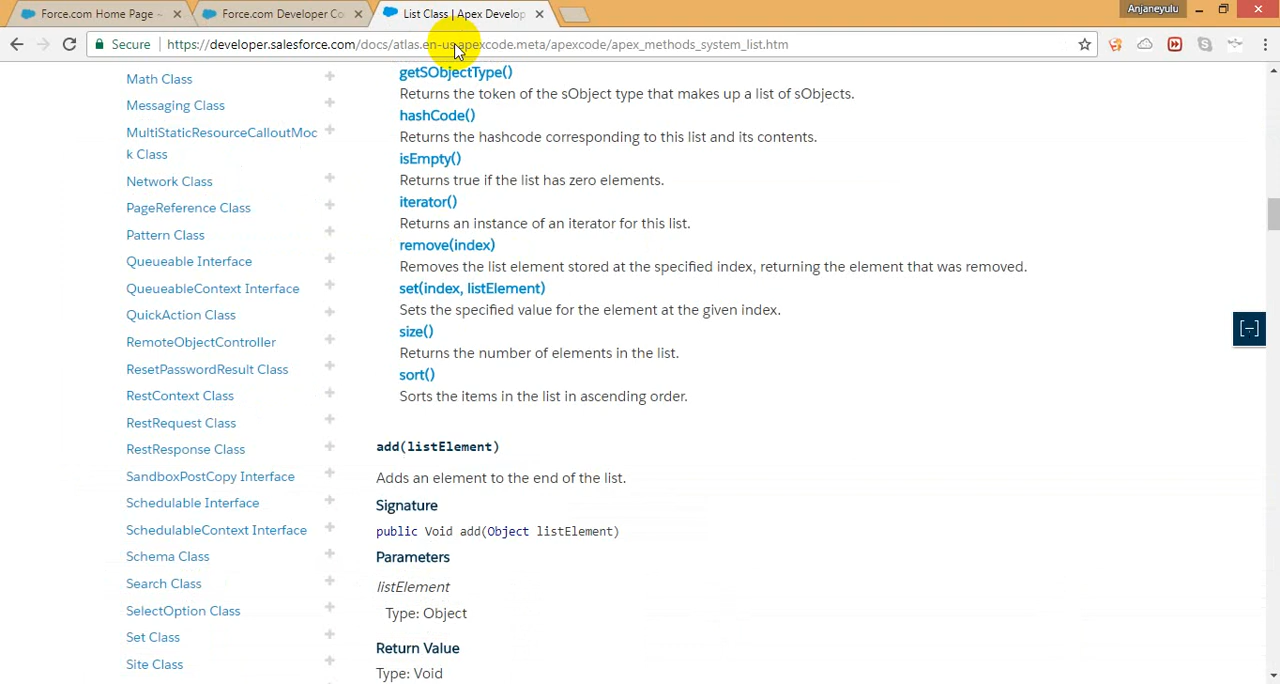 Force.com Home Page ~
Force.com Developer Co
List Class | Apex Develop
Anjaneyulu
Secure
https://developer.salesforce.com/docs/atlas.en-us.apexcode.meta/apexcode/apex_methods_system_list.htm
Math Class
Messaging Class
MultiStaticResourceCalloutMoc
k Class
Network Class
PageReference Class
Pattern Class
Queueable Interface
QueueableContext Interface
QuickAction Class
RemoteObjectController
ResetPasswordResult Class
RestContext Class
RestRequest Class
RestResponse Class
SandboxPostCopy Interface
Schedulable Interface
SchedulableContext Interface
Schema Class
Search Class
SelectOption Class
Set Class
Site Class
getSObjectType()
Returns the token of the sObject type that makes up a list of sObjects.
hashCode()
Returns the hashcode corresponding to this list and its contents.
isEmpty()
Returns true if the list has zero elements.
iterator()
Returns an instance of an iterator for this list.
remove(index)
Removes the list element stored at the specified index, returning the element that was removed.
set(index, listElement)
Sets the specified value for the element at the given index.
size()
Returns the number of elements in the list.
sort()
Sorts the items in the list in ascending order.
add(listElement)
Adds an element to the end of the list.
Signature
public Void add(Object listElement)
Parameters
listElement
Type: Object
Return Value
Type: Void
[−]